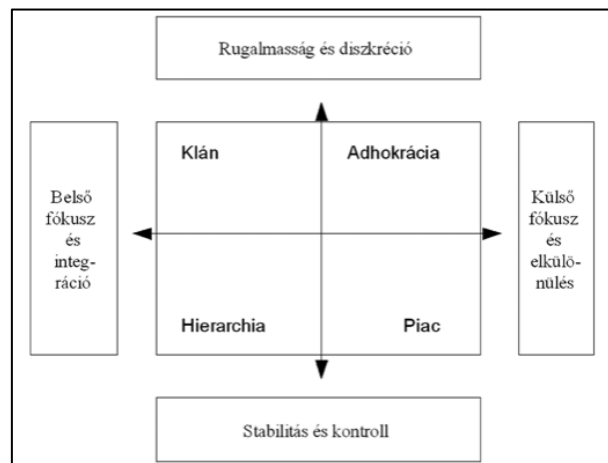 Rugalmasság és diszkréció
Klán
Adhokrácia
Belső
fókusz
és
integ-
ráció
Külső
fókusz
és
elkülö-
nülés
Hierarchia
Piac
Stabilitás és kontroll